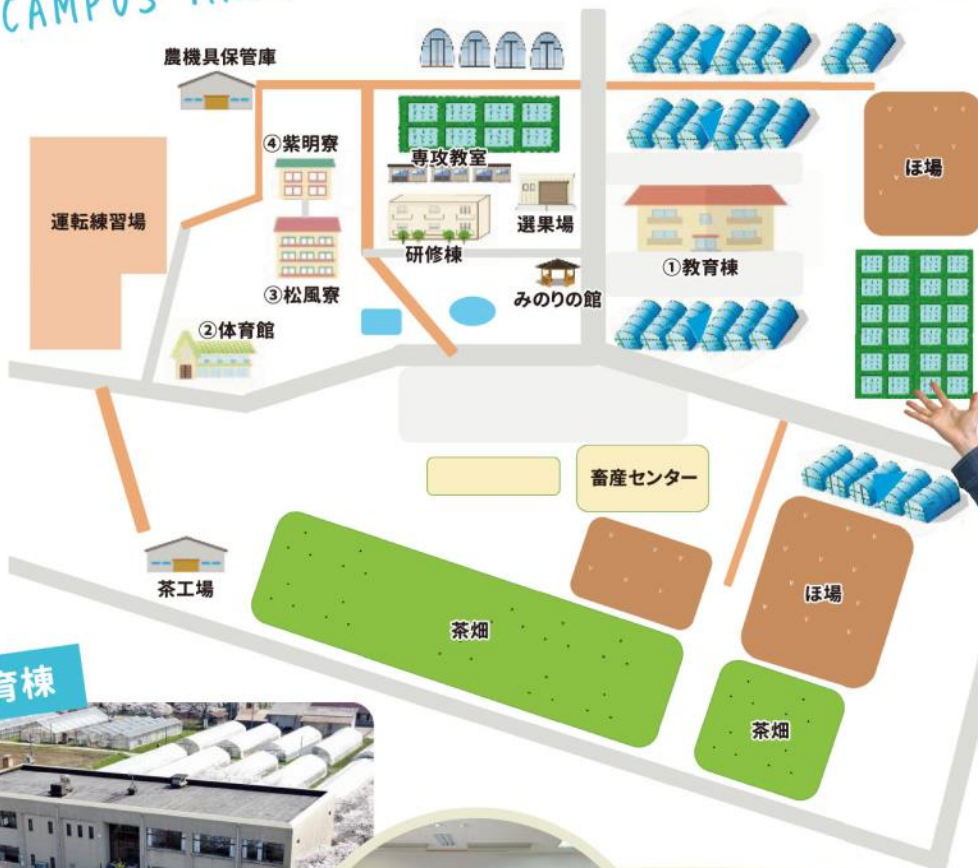 CAMPUS
農機具保管庫
④紫明寮
専攻教室
ほ場
運転練習場
選果場
研修棟
①教育棟
③松風寮
みのりの館
②体育館
畜産センター
茶工場
ほ場
茶畑
茶畑
育棟